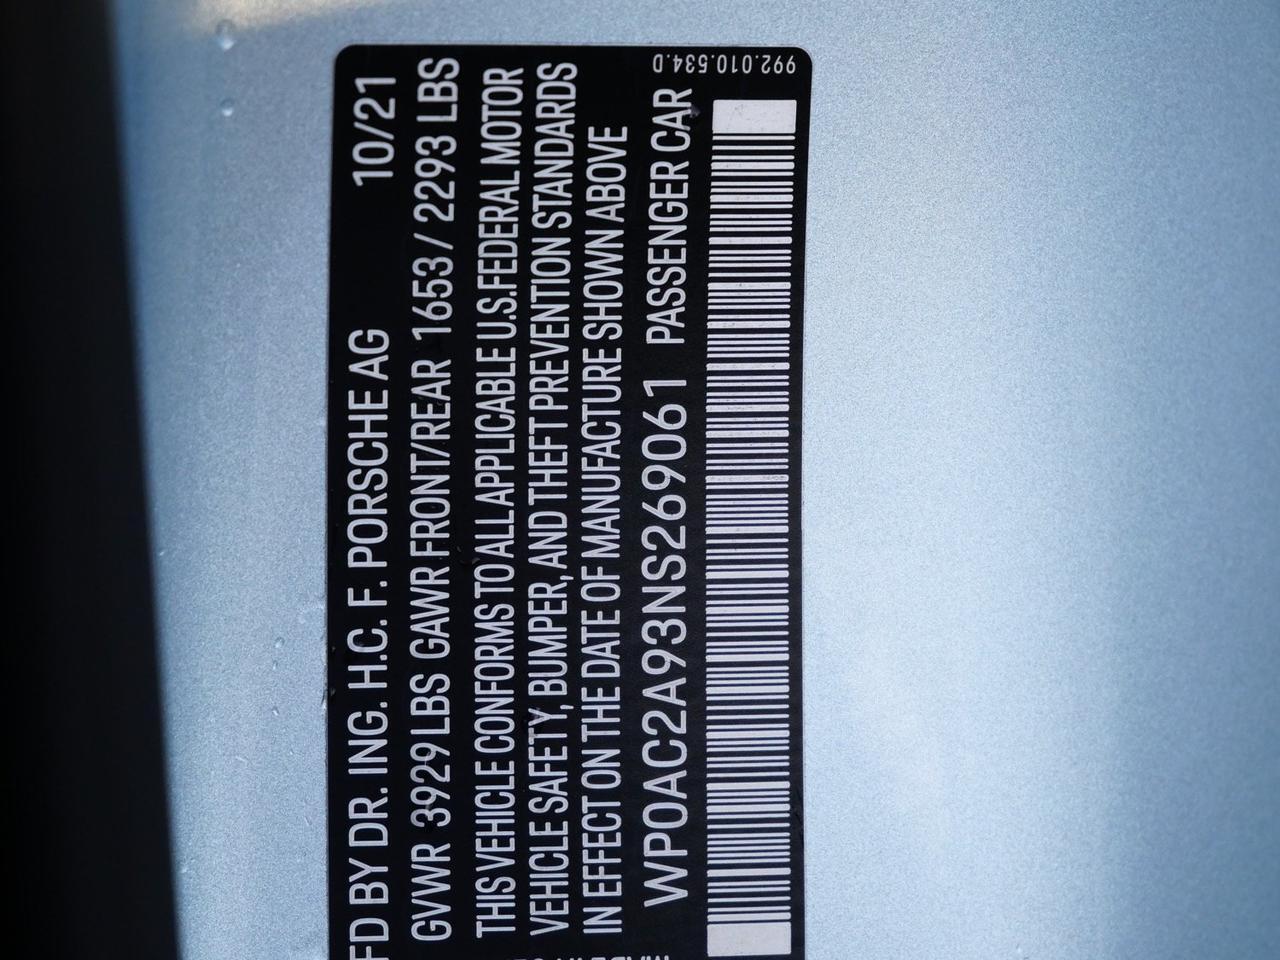 FD BY DR. ING. H.C. F. PORSCHE AG 10/21
GVWR 3929 LBS GAWR FRONT/REAR 1653 / 2293 LBS
THIS VEHICLE CONFORMS TO ALL APPLICABLE U.S. FEDERAL MOTOR
VEHICLE SAFETY, BUMPER, AND THEFT PREVENTION STANDARDS
IN EFFECT ON THE DATE OF MANUFACTURE SHOWN ABOVE
WP0AC2A93NS269061 PASSENGER CAR
992.010.534.D